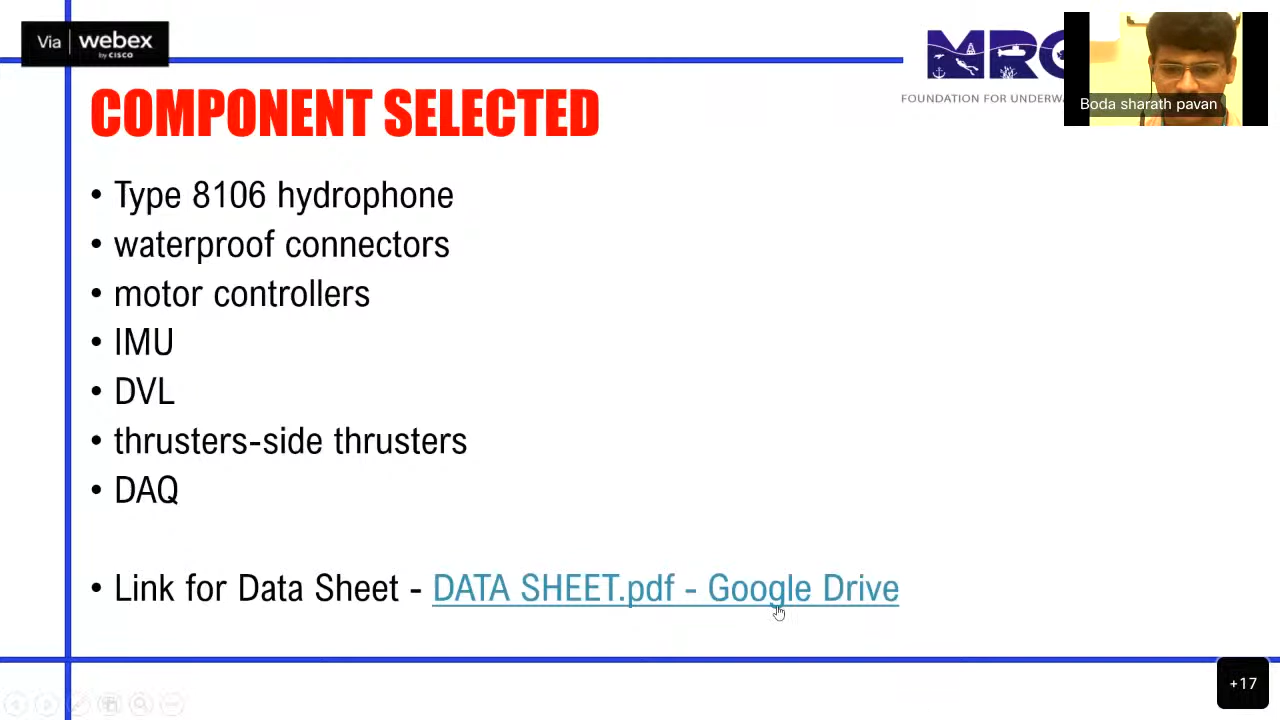 Via webex
by CISCO
MRC
FOUNDATION FOR UNDERW
Boda sharath pavan
COMPONENT SELECTED
• Type 8106 hydrophone
• waterproof connectors
• motor controllers
• IMU
• DVL
• thrusters-side thrusters
• DAQ
• Link for Data Sheet - DATA SHEET.pdf - Google Drive
+17